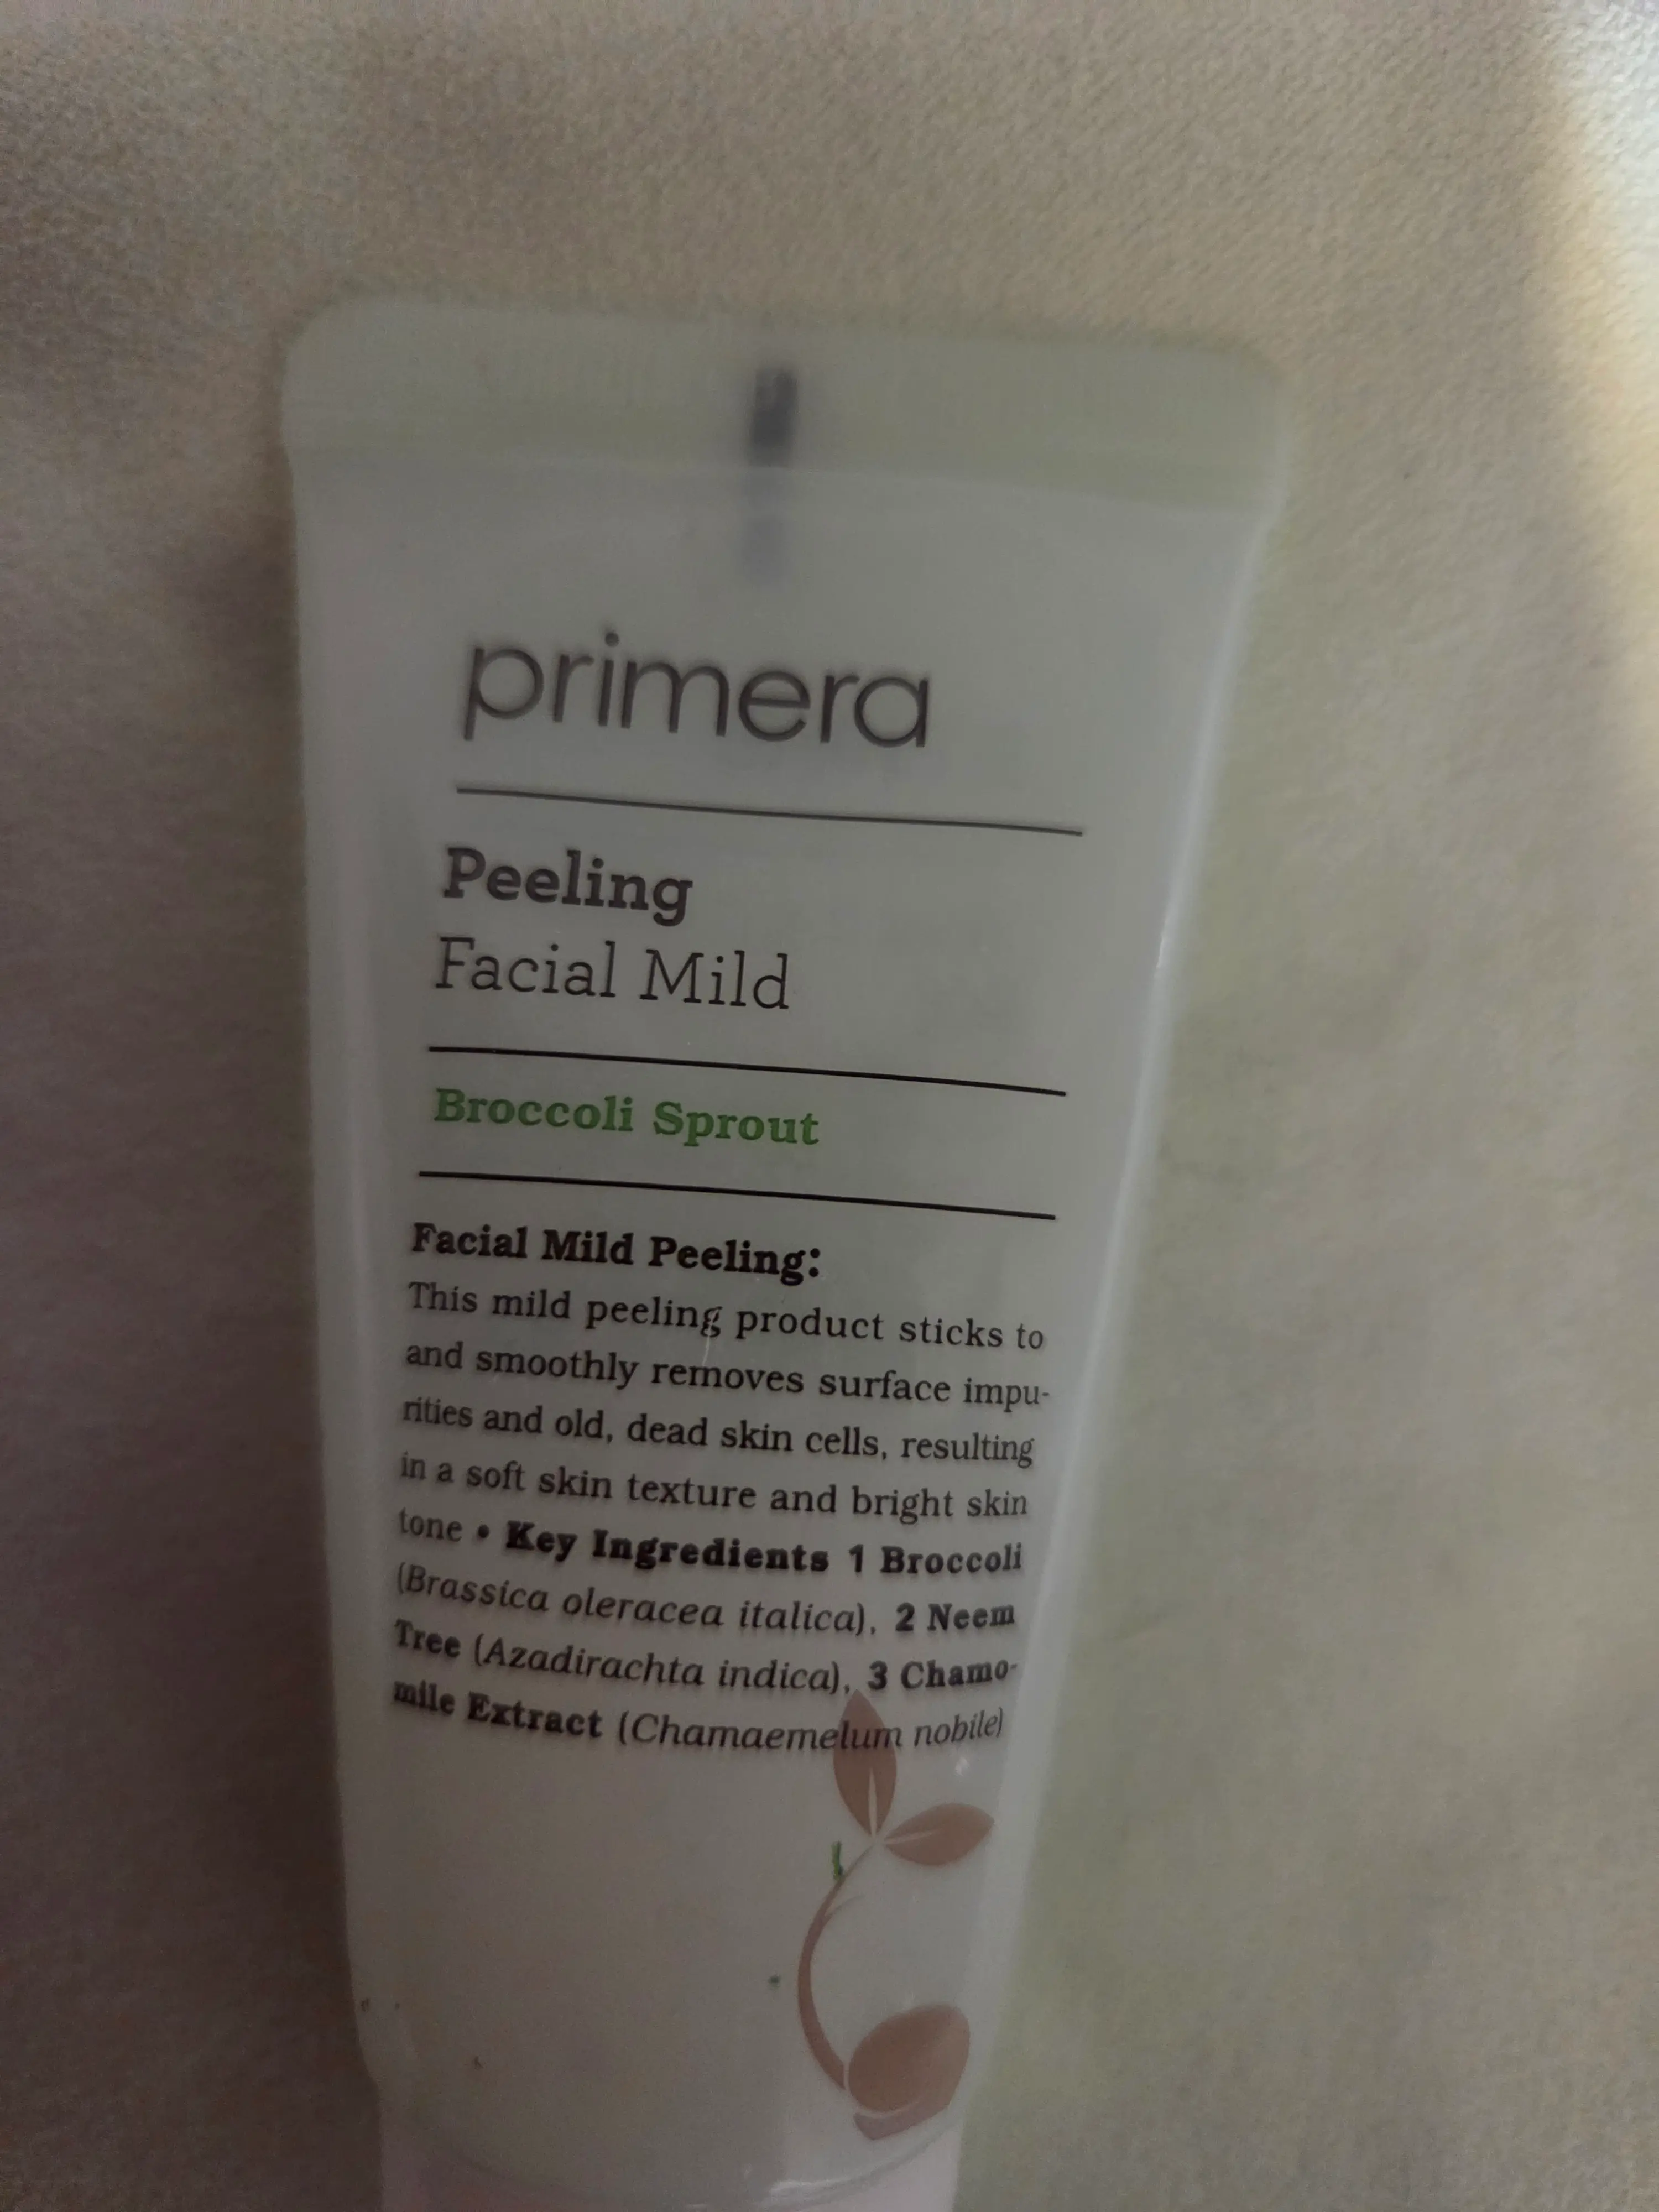 primera
Peeling
Facial Mild
Broccoli Sprout
Facial Mild Peeling:
This mild peeling product sticks to
and smoothly removes surface impu-
rities and old, dead skin cells, resulting
in a soft skin texture and bright skin
tone • Key Ingredients 1 Broccoli
(Brassica oleracea italica), 2 Neem
Tree (Azadirachta indica), 3 Chamo-
mile Extract (Chamaemelum nobile)